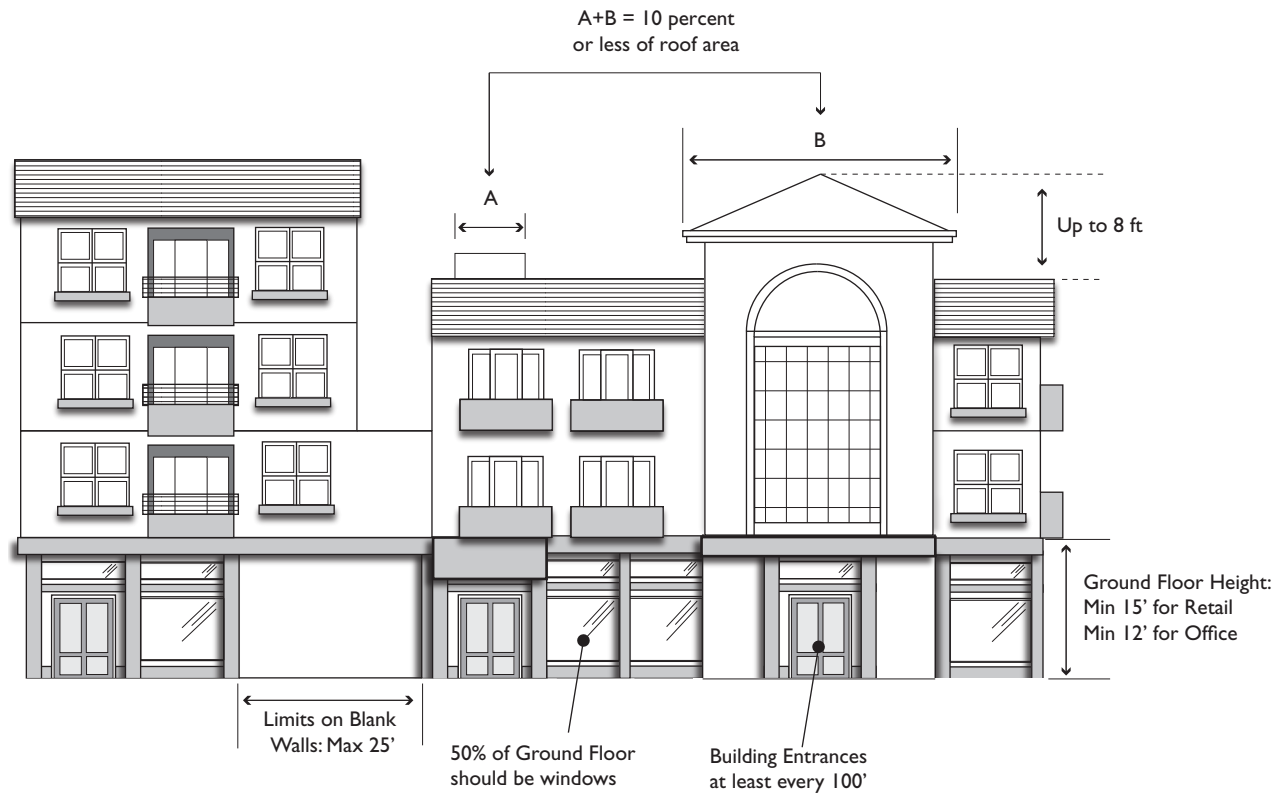 A+B = 10 percent
or less of roof area
B
A
Up to 8 ft
Ground Floor Height:
Min 15’ for Retail
Min 12’ for Office
Limits on Blank
Walls: Max 25’
50% of Ground Floor
should be windows
Building Entrances
at least every 100’